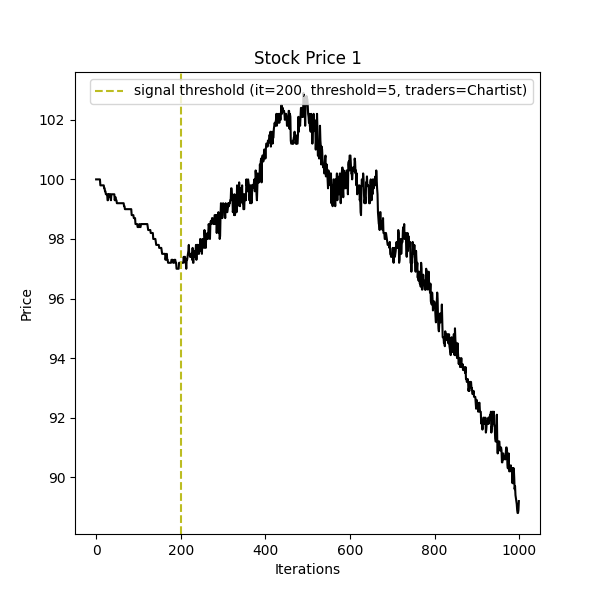 Stock Price 1
signal threshold (it=200, threshold=5, traders=Chartist)
102
100
98
96
94
92
90
Price
0 200 400 600 800 1000
Iterations